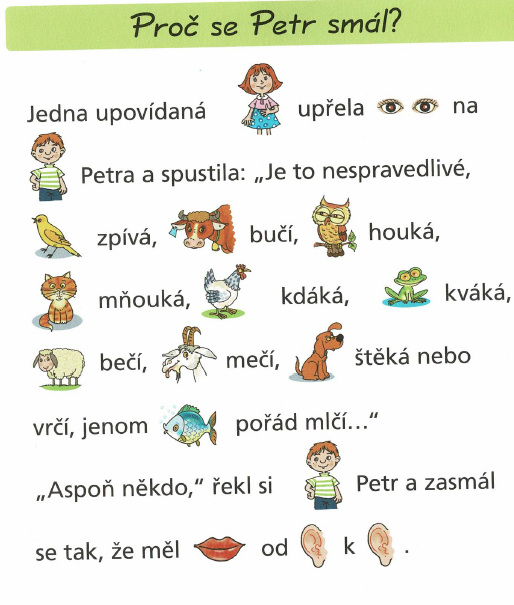 Proč se Petr smál?
Jedna upovídaná upřela na
Petra a spustila: „Je to nespravedlivé,
zpívá, bučí, houká,
mňouká, kdáká, kváká,
bečí, mečí, štěká nebo
vrčí, jenom pořád mlčí...“
„Aspoň někdo,“ řekl si Petr a zasmál
se tak, že měl od k .